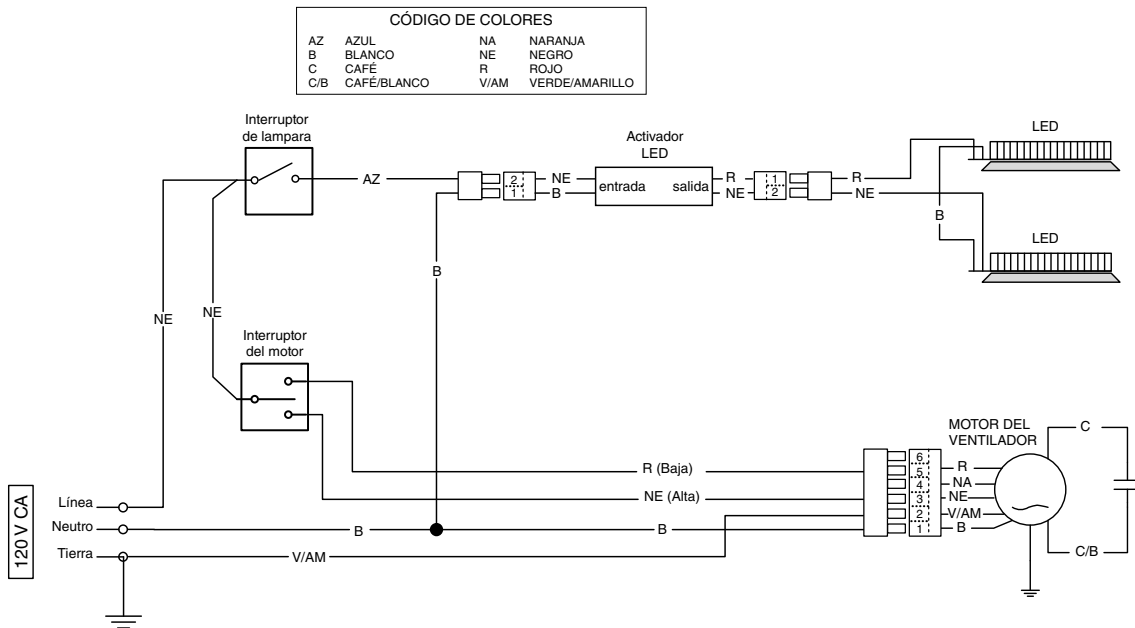 CÓDIGO DE COLORES
AZ AZUL NA NARANJA
B BLANCO NE NEGRO
C CAFÉ R ROJO
C/B CAFÉ/BLANCO V/AM VERDE/AMARILLO
Interruptor
de lampara
Activador
LED
LED
AZ
2
1
NE
B
entrada
salida
R
NE
1
2
R
NE
B
LED
B
NE
NE
Interruptor
del motor
MOTOR DEL
VENTILADOR
C
R (Baja)
NE (Alta)
6
5
4
3
2
1
R
NA
NE
V/AM
B
C/B
120 V CA
Línea
Neutro
Tierra
B
B
V/AM